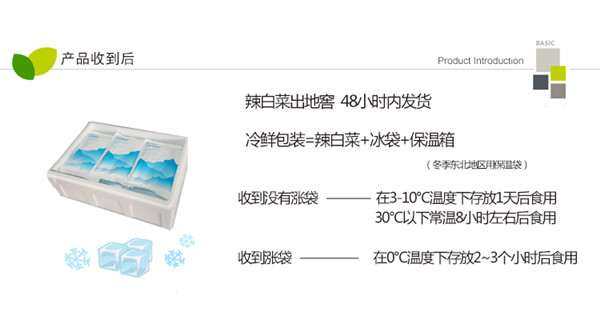 BASIC
产品收到后
Product Introduction
辣白菜出地窖 48小时内发货
冷鲜包装=辣白菜+冰袋+保温箱
（冬季东北地区用保温袋）
收到没有涨袋 在3-10℃温度下存放1天后食用
30℃以下常温8小时左右后食用
收到涨袋 在0℃温度下存放2~3个小时后食用